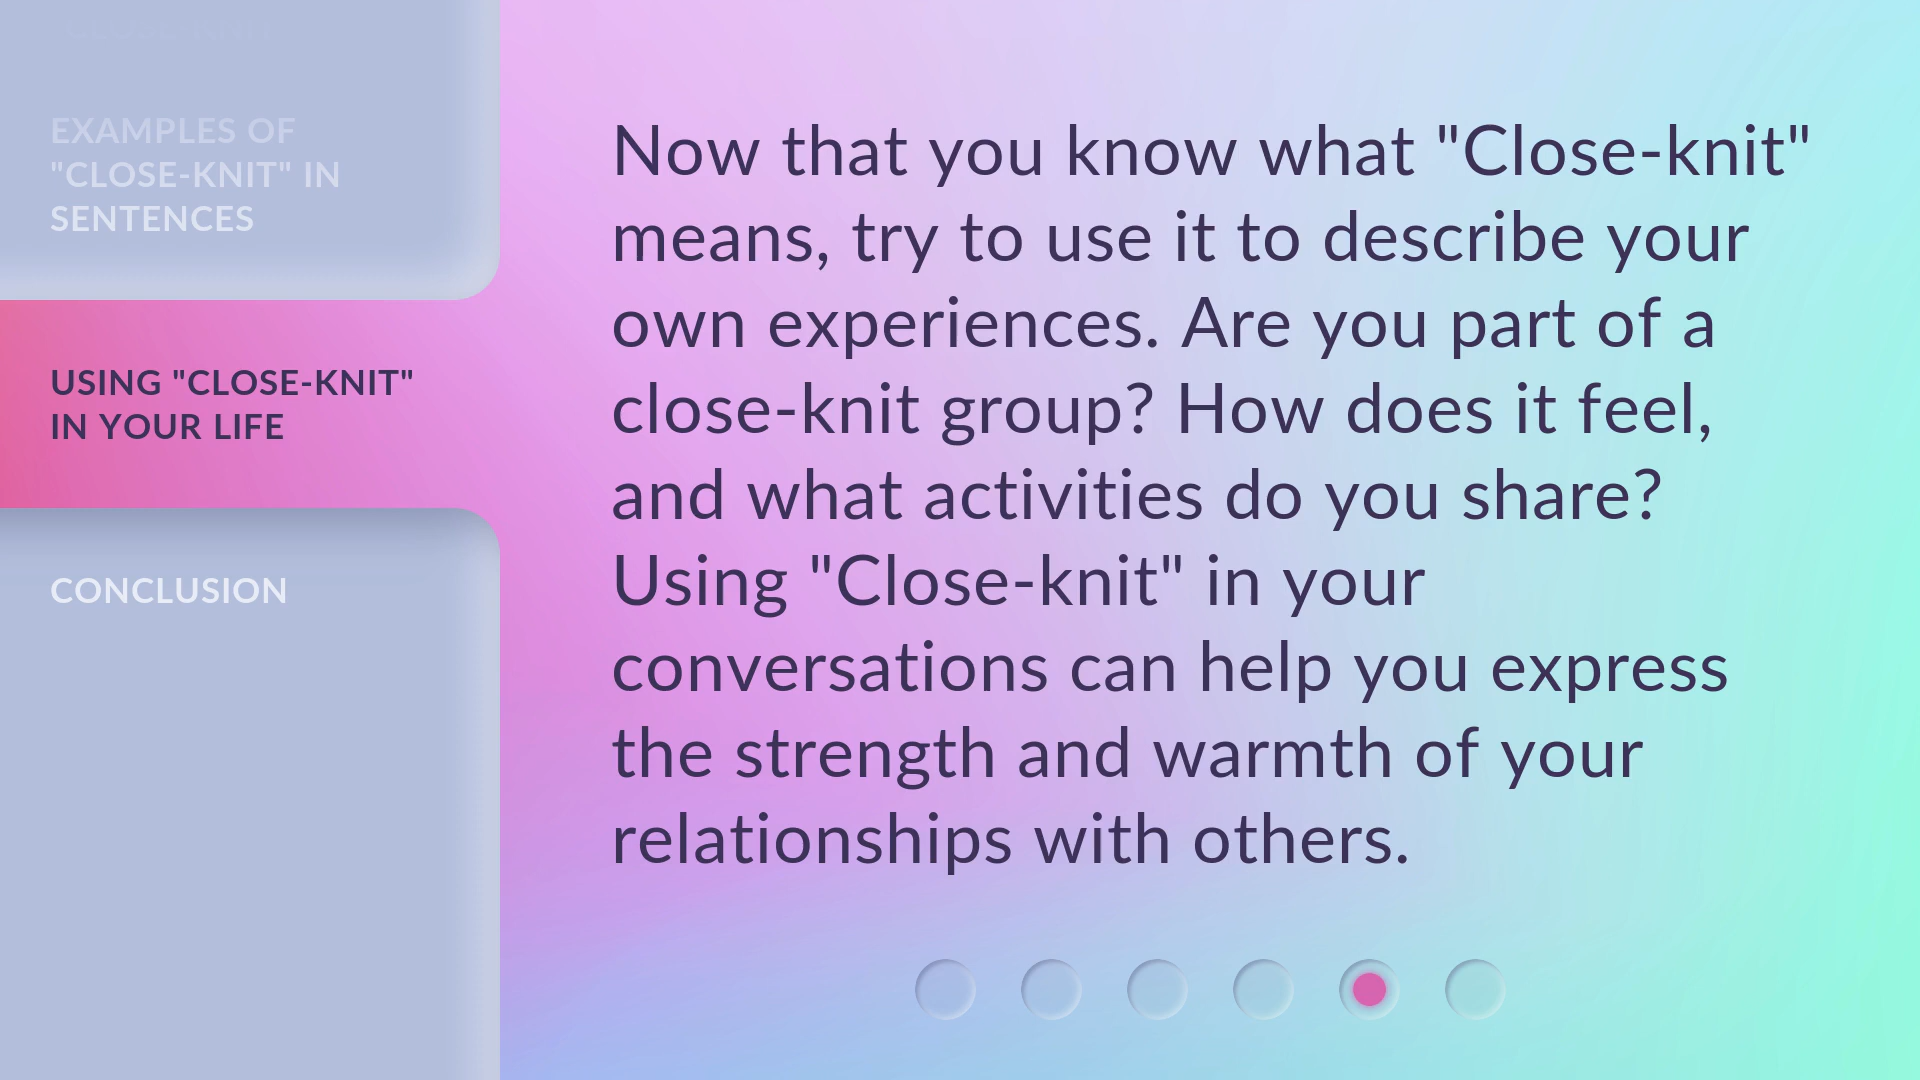 EXAMPLES OF
"CLOSE-KNIT" IN
SENTENCES
USING "CLOSE-KNIT"
IN YOUR LIFE
CONCLUSION
Now that you know what "Close-knit"
means, try to use it to describe your
own experiences. Are you part of a
close-knit group? How does it feel,
and what activities do you share?
Using "Close-knit" in your
conversations can help you express
the strength and warmth of your
relationships with others.